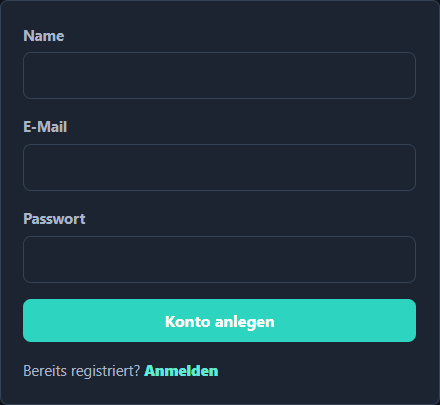 Name
E-Mail
Passwort
Konto anlegen
Bereits registriert? Anmelden